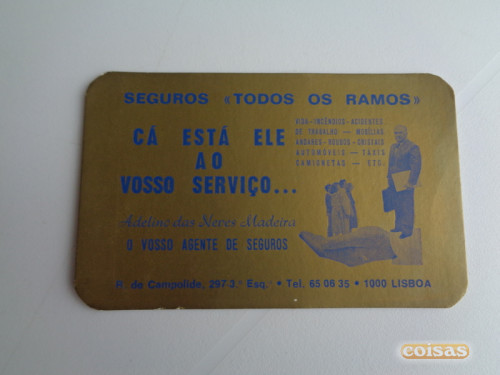 SEGUROS «TODOS OS RAMOS»
CÁ ESTÁ ELE
AO
VOSSO SERVIÇO...
VIDA - INCÊNDIOS - ACIDENTES
DE TRABALHO — MOBÍLIAS
ANDARES - ROUBOS - CRISTAIS
AUTOMÓVEIS — TAXIS
CAMIONETAS — ETC.
Adelino das Neves Madeira
O VOSSO AGENTE DE SEGUROS
R. de Campolide, 297-3.º Esq.º • Tel. 65 06 35 • 1000 LISBOA
coisas